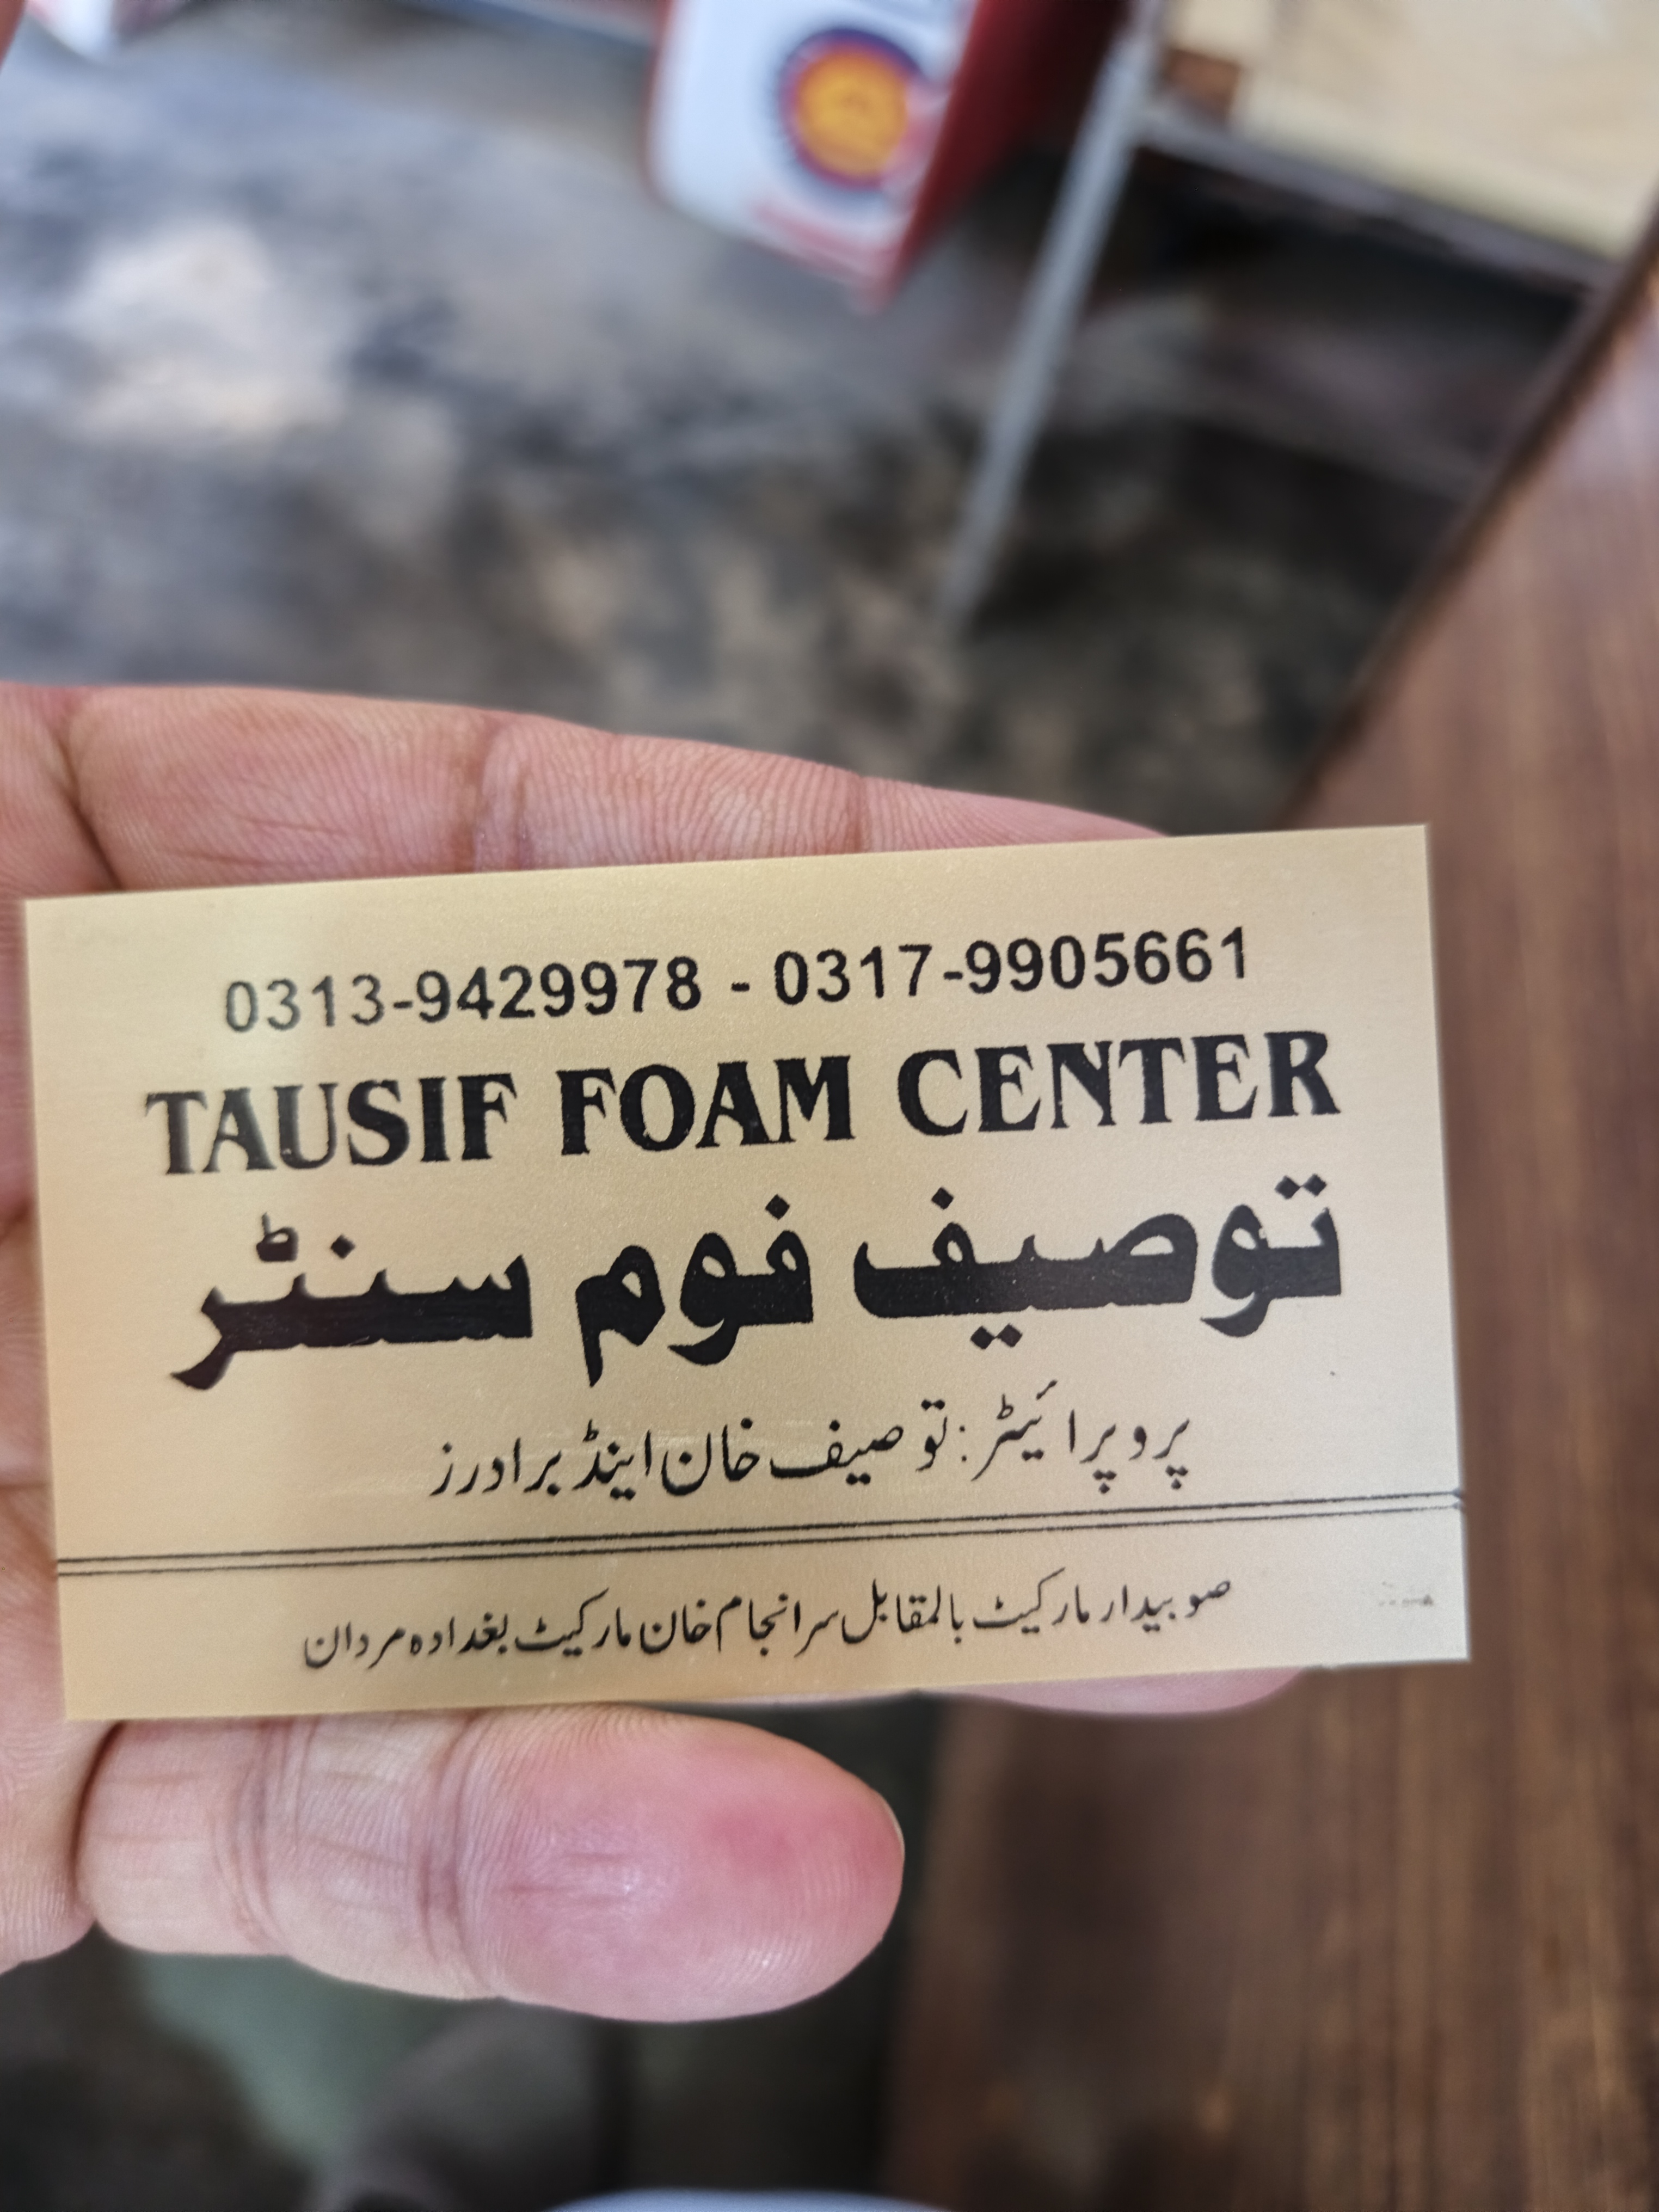 0313-9429978 - 0317-9905661
TAUSIF FOAM CENTER
توصیف فوم سنٹر
پروپرائیٹر: توصیف خان اینڈ برادرز
صوبیدار مارکیٹ بالمقابل سرانجام خان مارکیٹ بغدادہ مردان